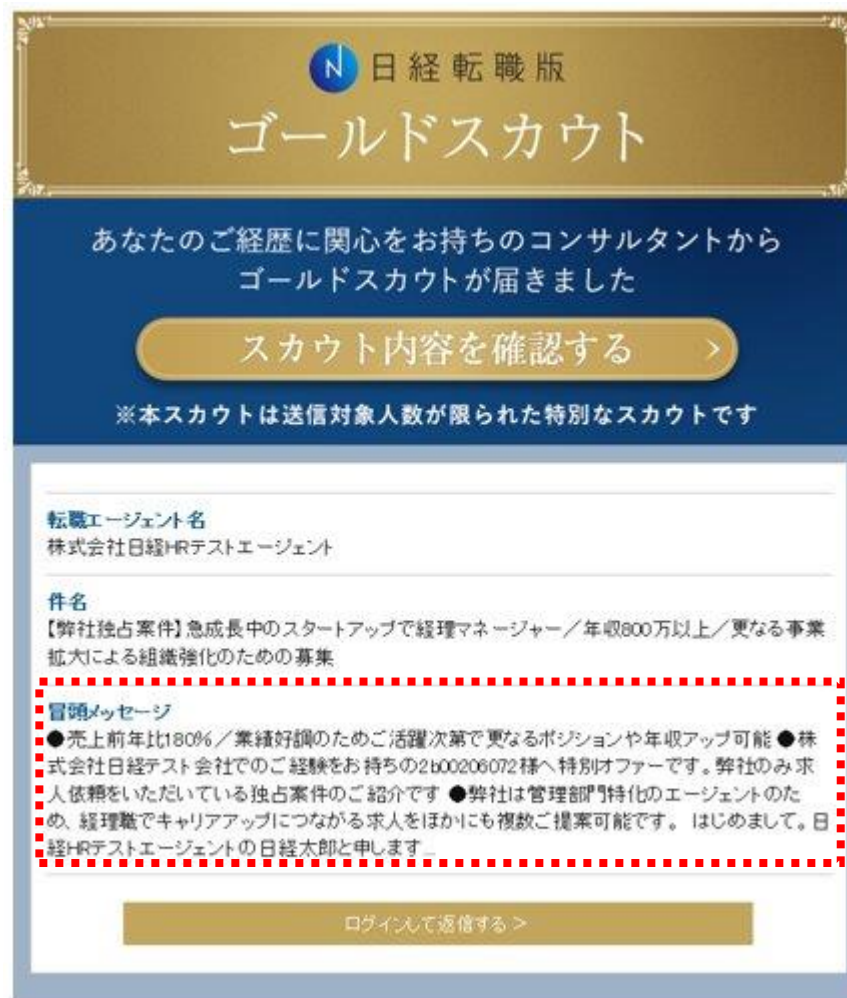 日経転職版
ゴールドスカウト
あなたのご経歴に関心をお持ちのコンサルタントから
ゴールドスカウトが届きました
スカウト内容を確認する >
※本スカウトは送信対象人数が限られた特別なスカウトです
転職エージェント名
株式会社日経HRテストエージェント
件名
【弊社独占案件】急成長中のスタートアップで経理マネージャー／年収800万以上／更なる事業
拡大による組織強化のための募集
冒頭メッセージ
●売上前年比180%／業績好調のためご活躍次第で更なるポジションや年収アップ可能 ●株
式会社日経テスト会社でのご経験をお持ちの2b00206072様へ特別オファーです。弊社のみ求
人依頼をいただいている独占案件のご紹介です ●弊社は管理部門特化のエージェントのた
め、経理職でキャリアアップにつながる求人をほかにも複数ご提案可能です。 はじめまして。日
経HRテストエージェントの日経太郎と申します...
ログインして返信する >